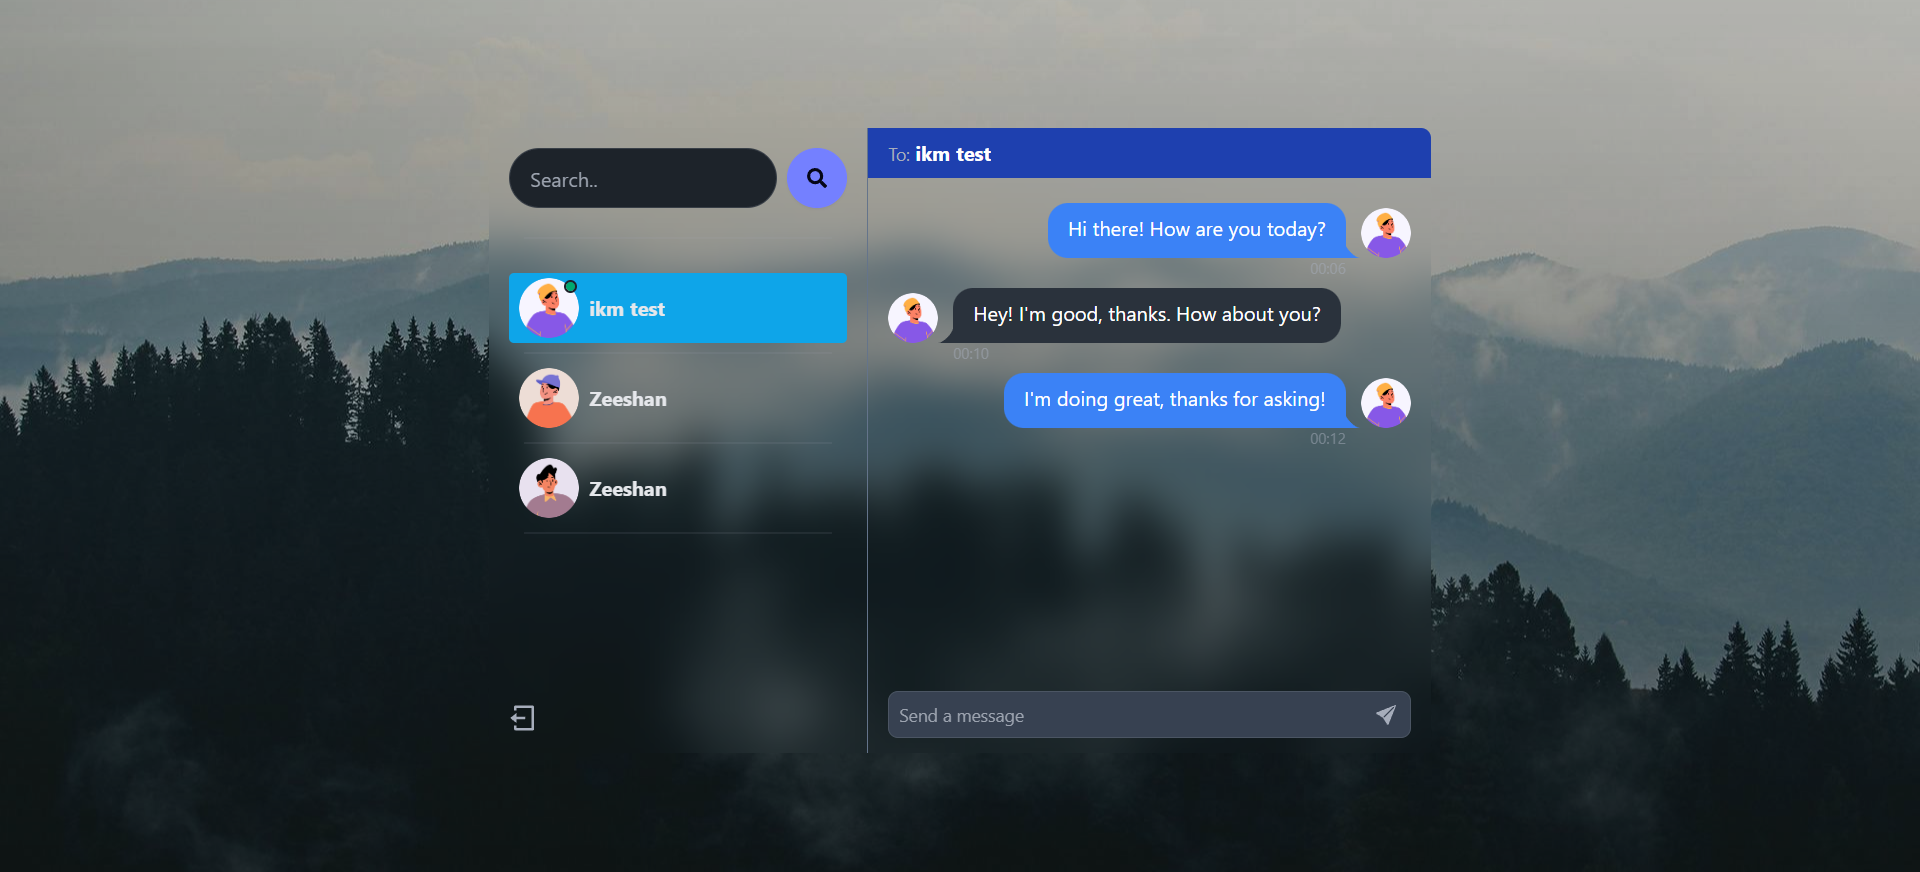 Search..
ikm test
Zeeshan
Zeeshan
To: ikm test
Hi there! How are you today?
00:06
Hey! I'm good, thanks. How about you?
00:10
I'm doing great, thanks for asking!
00:12
Send a message